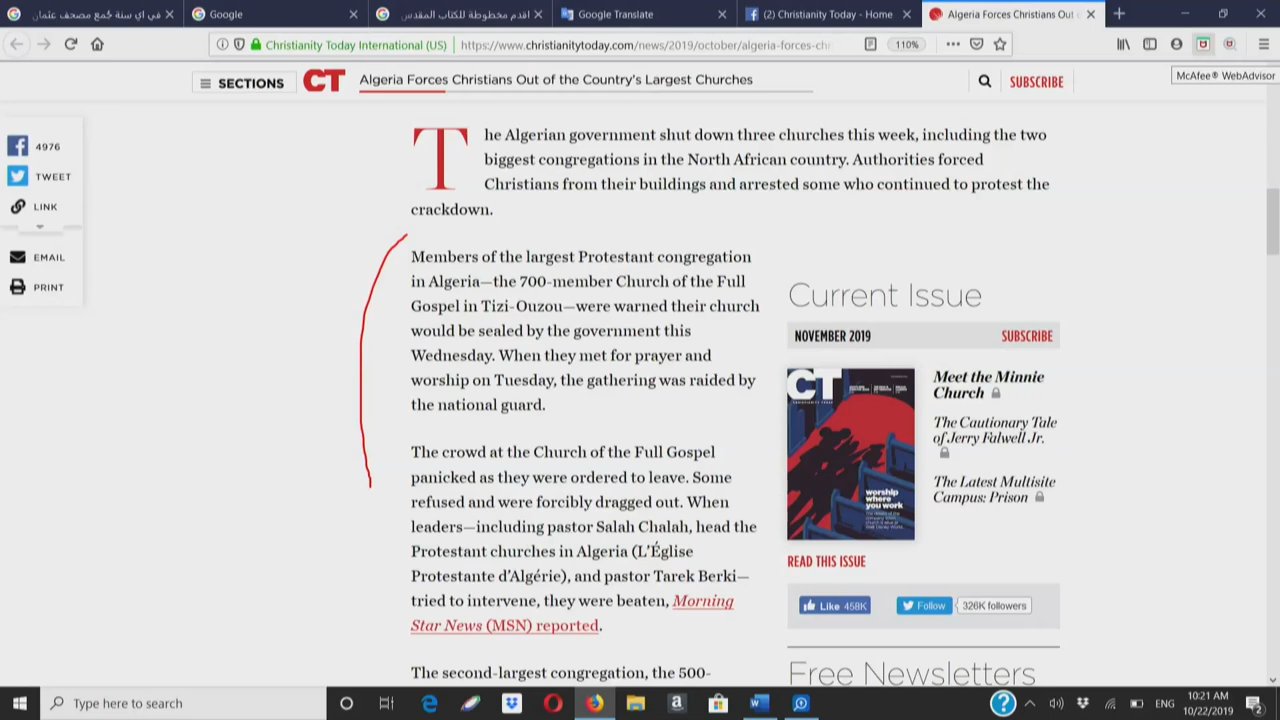 في اي سنة جُمع مصحف عثمان
Google
اقدم مخطوطة للكتاب المقدس
Google Translate
(2) Christianity Today - Home
Algeria Forces Christians Out
Christianity Today International (US)
https://www.christianitytoday.com/news/2019/october/algeria-forces-chr
110%
McAfee® WebAdvisor
SECTIONS
CT
Algeria Forces Christians Out of the Country's Largest Churches
SUBSCRIBE
4976
TWEET
LINK
EMAIL
PRINT
The Algerian government shut down three churches this week, including the two
biggest congregations in the North African country. Authorities forced
Christians from their buildings and arrested some who continued to protest the
crackdown.
Members of the largest Protestant congregation
in Algeria—the 700-member Church of the Full
Gospel in Tizi-Ouzou—were warned their church
would be sealed by the government this
Wednesday. When they met for prayer and
worship on Tuesday, the gathering was raided by
the national guard.
The crowd at the Church of the Full Gospel
panicked as they were ordered to leave. Some
refused and were forcibly dragged out. When
leaders—including pastor Salah Chalah, head the
Protestant churches in Algeria (L'Église
Protestante d'Algérie), and pastor Tarek Berki—
tried to intervene, they were beaten, Morning
Star News (MSN) reported.
The second-largest congregation, the 500-
Current Issue
NOVEMBER 2019
SUBSCRIBE
CT
worship
where
you work
Meet the Minnie
Church
The Cautionary Tale
of Jerry Falwell Jr.
The Latest Multisite
Campus: Prison
READ THIS ISSUE
Like 458K
Follow
326K followers
Free Newsletters
Type here to search
ENG
10:21 AM
10/22/2019
2